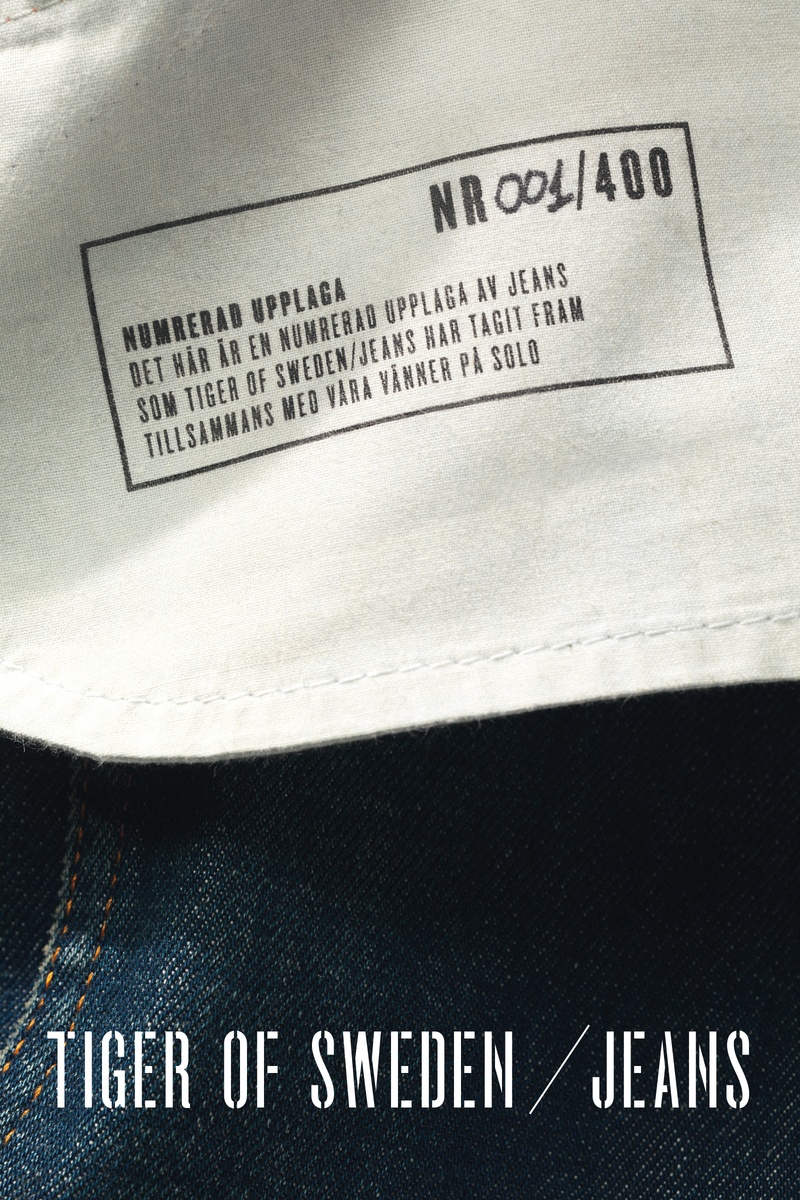 NR 001/400
NUMRERAD UPPLAGA
DET HÄR ÄR EN NUMRERAD UPPLAGA AV JEANS
SOM TIGER OF SWEDEN/JEANS HAR TAGIT FRAM
TILLSAMMANS MED VÅRA VÄNNER PÅ SOLO
TIGER OF SWEDEN / JEANS